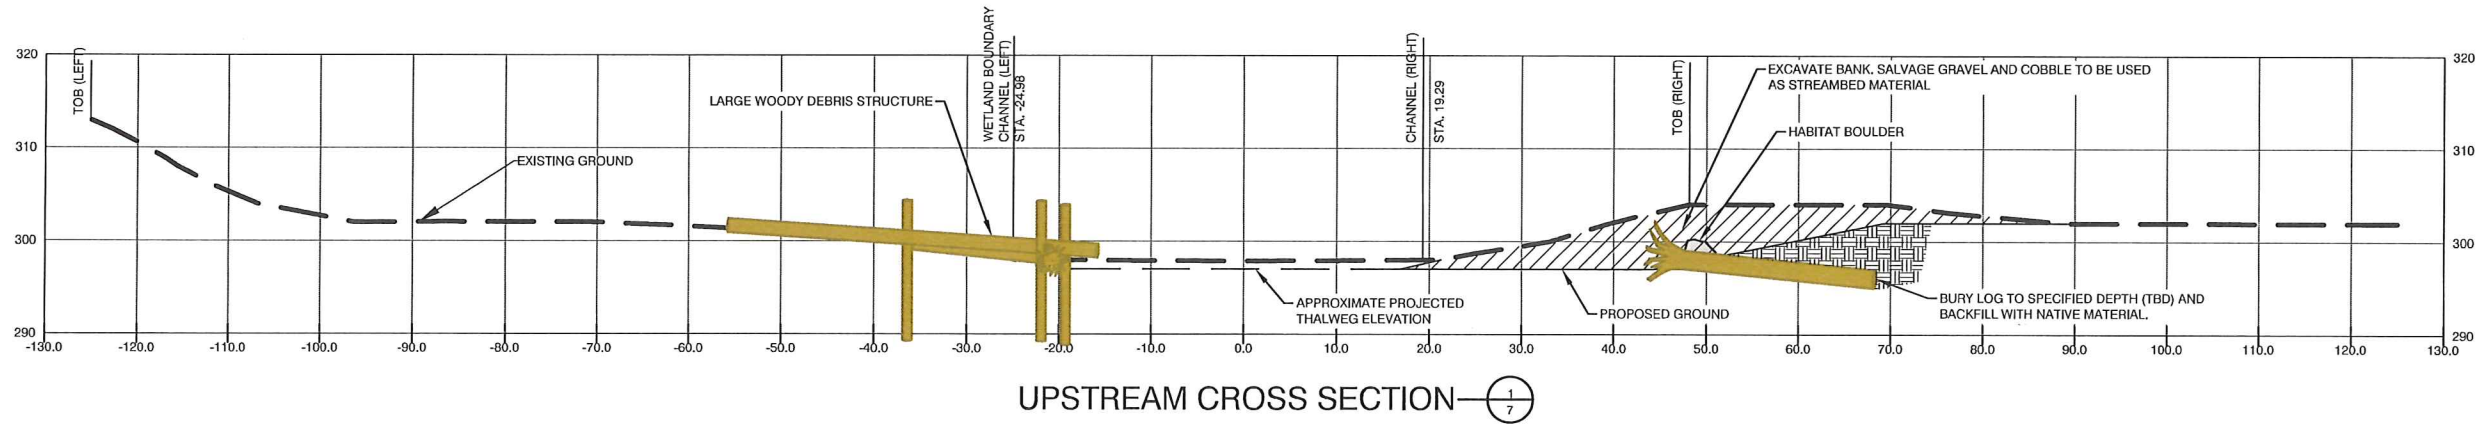 WETLAND BOUNDARY
CHANNEL (LEFT)
STA. -24.98
CHANNEL (RIGHT)
STA. 19.29
TOB (LEFT)
TOB (RIGHT)
320
320
EXCAVATE BANK. SALVAGE GRAVEL AND COBBLE TO BE USED
AS STREAMBED MATERIAL
LARGE WOODY DEBRIS STRUCTURE
HABITAT BOULDER
310
310
EXISTING GROUND
300
300
APPROXIMATE PROJECTED
THALWEG ELEVATION
PROPOSED GROUND
BURY LOG TO SPECIFIED DEPTH (TBD) AND
BACKFILL WITH NATIVE MATERIAL.
290
290
-130.0 -120.0 -110.0 -100.0 -90.0 -80.0 -70.0 -60.0 -50.0 -40.0 -30.0 -20.0 -10.0 0.0 10.0 20.0 30.0 40.0 50.0 60.0 70.0 80.0 90.0 100.0 110.0 120.0 130.0
UPSTREAM CROSS SECTION
1
7